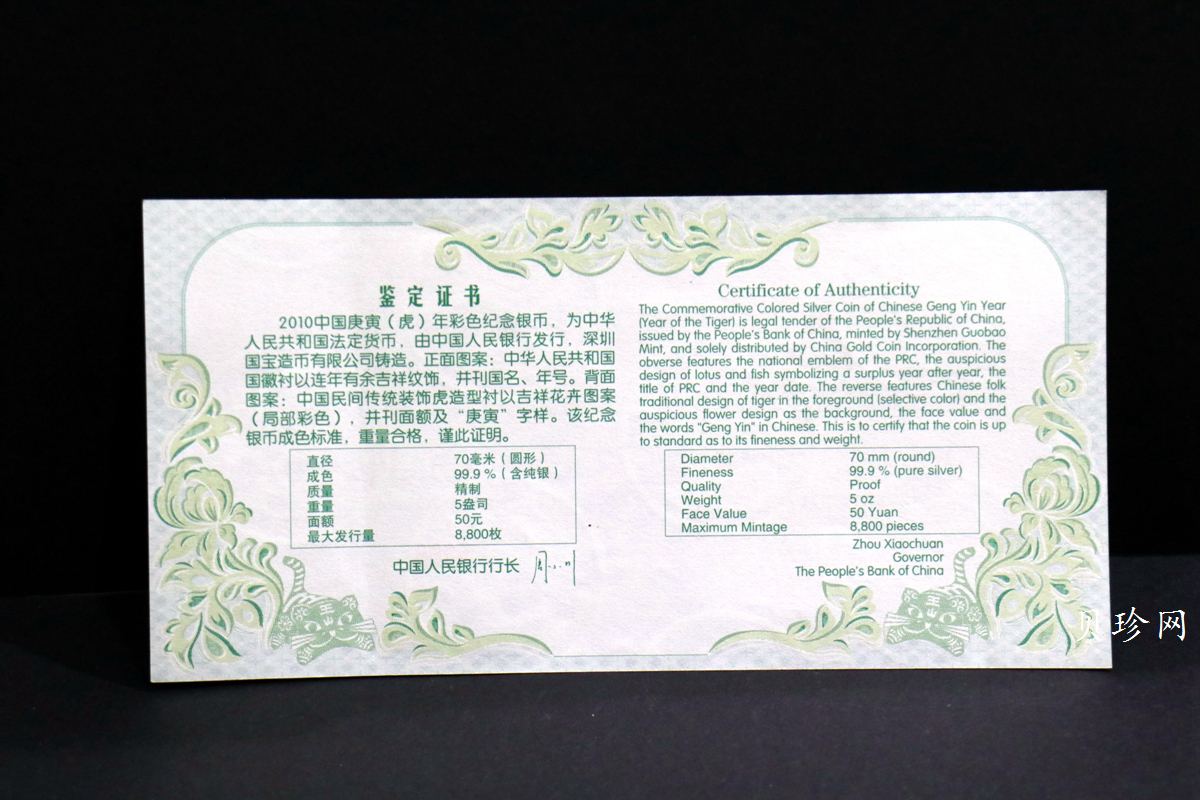 鉴定证书
2010中国庚寅（虎）年彩色纪念银币，为中华
人民共和国法定货币，由中国人民银行发行，深圳
国宝造币有限公司铸造。正面图案：中华人民共和国
国徽衬以连年有余吉祥纹饰，并刊国名、年号。背面
图案：中国民间传统装饰虎造型衬以吉祥花卉图案
（局部彩色），并刊面额及“庚寅”字样。该纪念
银币成色标准，重量合格，谨此证明。
直径 70毫米（圆形）
成色 99.9%（含纯银）
质量 精制
重量 5盎司
面额 50元
最大发行量 8,800枚
中国人民银行行长
Certificate of Authenticity
The Commemorative Colored Silver Coin of Chinese Geng Yin Year
(Year of the Tiger) is legal tender of the People's Republic of China,
issued by the People's Bank of China, minted by Shenzhen Guobao
Mint, and solely distributed by China Gold Coin Incorporation. The
obverse features the national emblem of the PRC, the auspicious
design of lotus and fish symbolizing a surplus year after year, the
title of PRC and the year date. The reverse features Chinese folk
traditional design of tiger in the foreground (selective color) and the
auspicious flower design as the background, the face value and
the words "Geng Yin" in Chinese. This is to certify that the coin is up
to standard as to its fineness and weight.
Diameter 70 mm (round)
Fineness 99.9 % (pure silver)
Quality Proof
Weight 5 oz
Face Value 50 Yuan
Maximum Mintage 8,800 pieces
Zhou Xiaochuan
Governor
The People's Bank of China
贝珍网